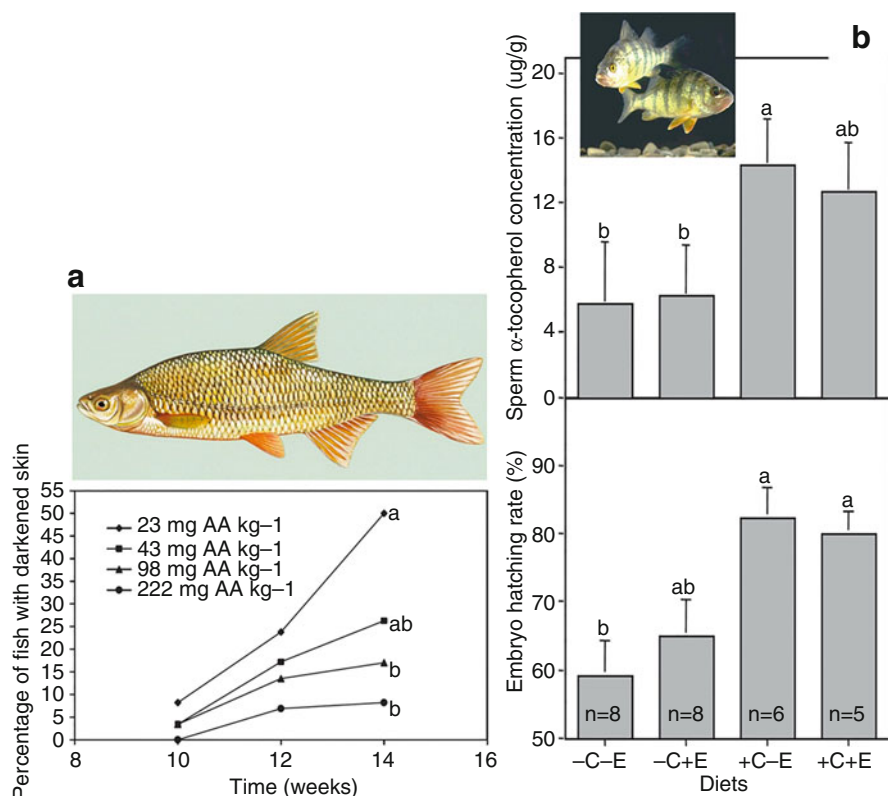 a
Percentage of fish with darkened skin
55
50
45
40
35
30
25
20
15
10
5
0
23 mg AA kg–1
43 mg AA kg–1
98 mg AA kg–1
222 mg AA kg–1
a
ab
b
b
8
10
12
14
16
Time (weeks)
b
Sperm α-tocopherol concentration (ug/g)
20
16
12
8
4
0
b
b
a
ab
Embryo hatching rate (%)
90
80
70
60
50
b
ab
a
a
n=8
n=8
n=6
n=5
–C–E
–C+E
+C–E
+C+E
Diets